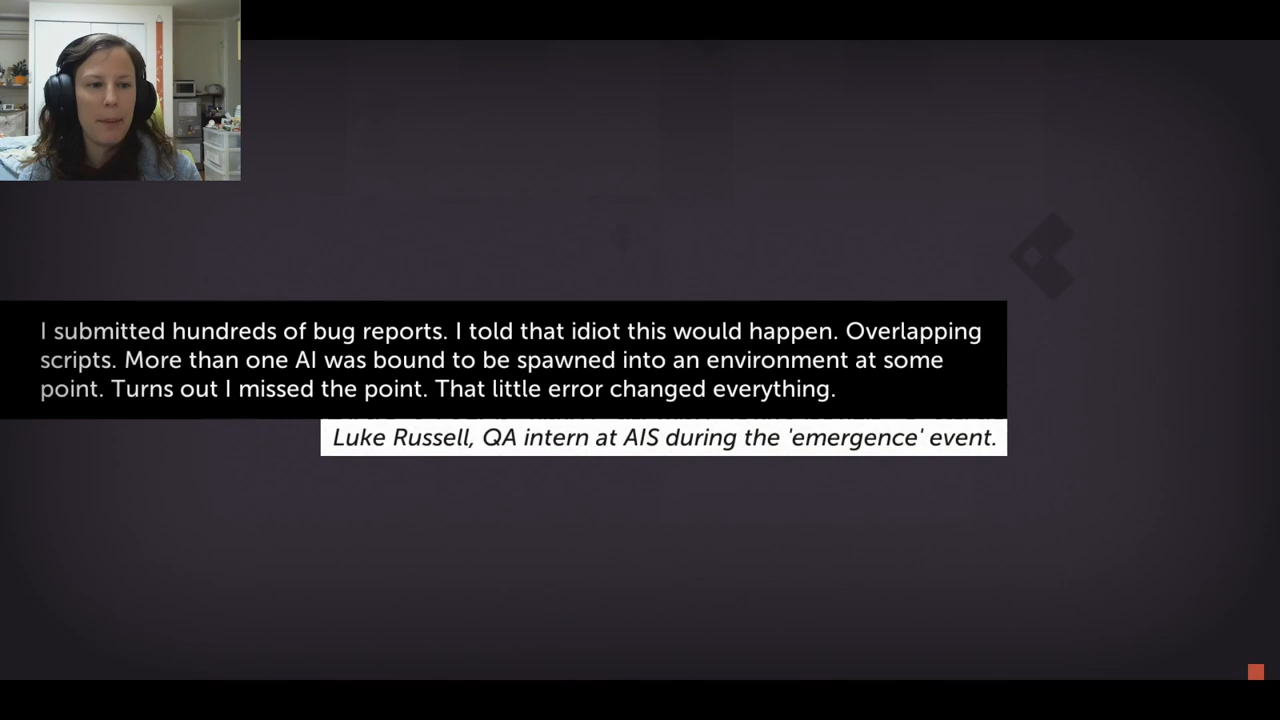 I submitted hundreds of bug reports. I told that idiot this would happen. Overlapping
scripts. More than one AI was bound to be spawned into an environment at some
point. Turns out I missed the point. That little error changed everything.
Luke Russell, QA intern at AIS during the 'emergence' event.